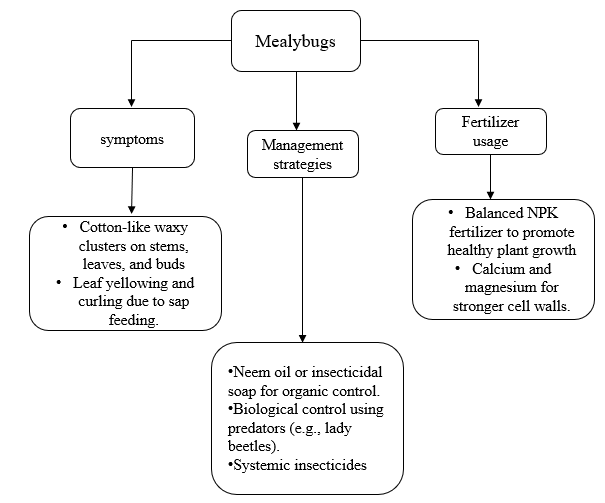 Mealybugs
symptoms
Management
strategies
Fertilizer
usage
• Cotton-like waxy
clusters on stems,
leaves, and buds
• Leaf yellowing and
curling due to sap
feeding.
• Balanced NPK
fertilizer to promote
healthy plant growth
• Calcium and
magnesium for
stronger cell walls.
•Neem oil or insecticidal
soap for organic control.
•Biological control using
predators (e.g., lady
beetles).
•Systemic insecticides